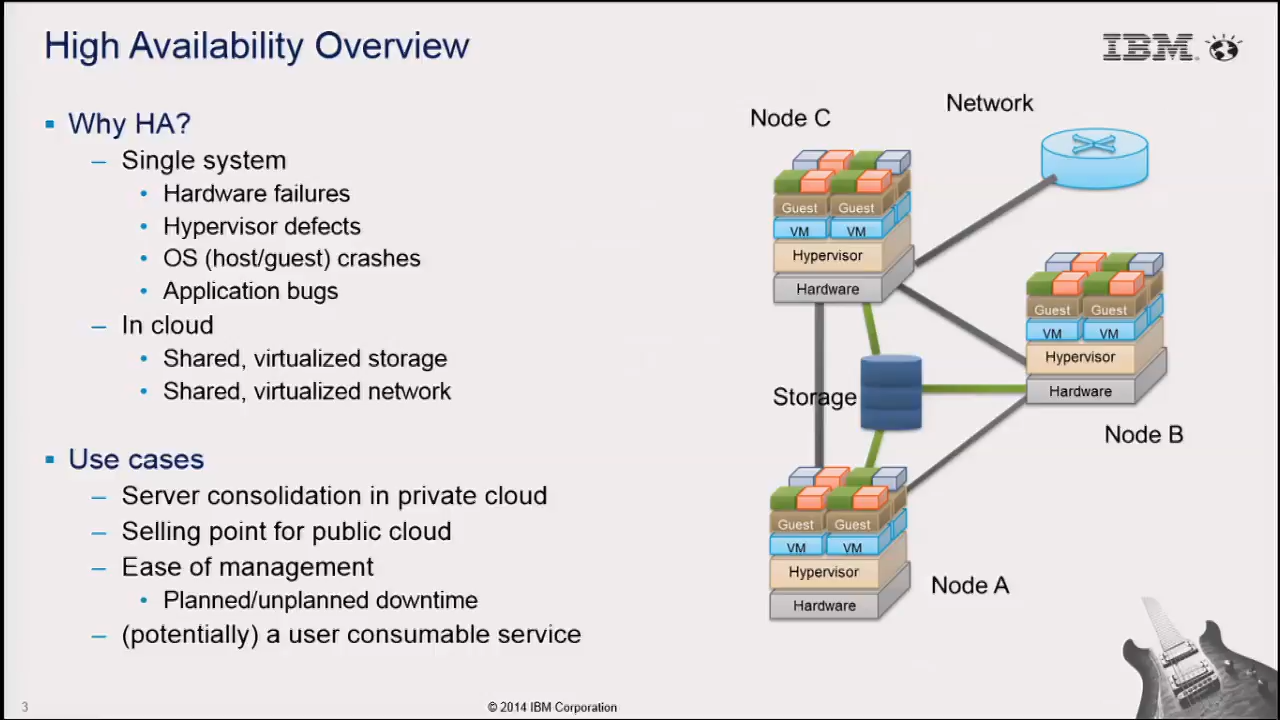 High Availability Overview
IBM
Why HA?
– Single system
• Hardware failures
• Hypervisor defects
• OS (host/guest) crashes
• Application bugs
– In cloud
• Shared, virtualized storage
• Shared, virtualized network
Use cases
– Server consolidation in private cloud
– Selling point for public cloud
– Ease of management
• Planned/unplanned downtime
– (potentially) a user consumable service
Network
Node C
Guest Guest
VM VM
Hypervisor
Hardware
Guest Guest
VM VM
Hypervisor
Hardware
Node B
Storage
Guest Guest
VM VM
Hypervisor
Hardware
Node A
3
© 2014 IBM Corporation